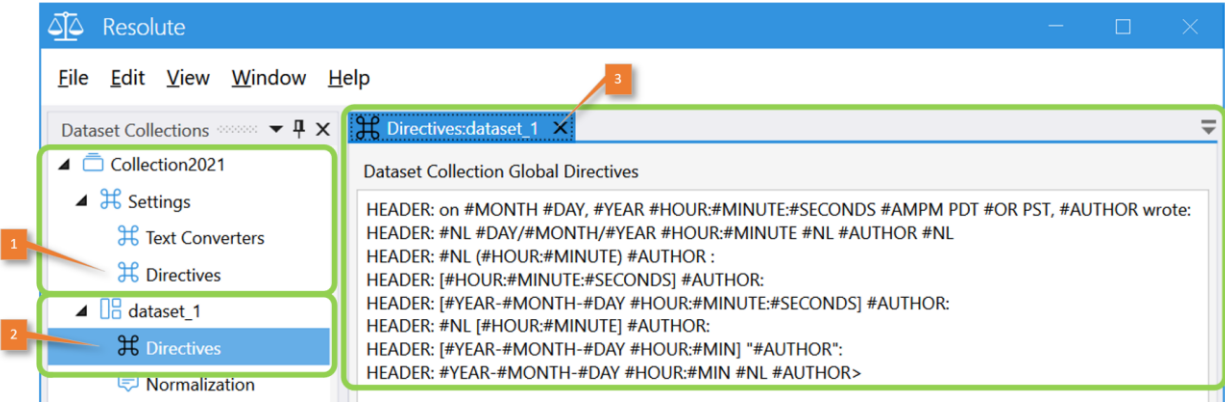 Resolute
File Edit View Window Help
3
Dataset Collections
Directives:dataset_1
Collection2021
Dataset Collection Global Directives
Settings
Text Converters
1
Directives
dataset_1
2
Directives
Normalization
HEADER: on #MONTH #DAY, #YEAR #HOUR:#MINUTE:#SECONDS #AMPM PDT #OR PST, #AUTHOR wrote:
HEADER: #NL #DAY/#MONTH/#YEAR #HOUR:#MINUTE #NL #AUTHOR #NL
HEADER: #NL (#HOUR:#MINUTE) #AUTHOR :
HEADER: [#HOUR:#MINUTE:#SECONDS] #AUTHOR:
HEADER: [#YEAR-#MONTH-#DAY #HOUR:#MINUTE:#SECONDS] #AUTHOR:
HEADER: #NL [#HOUR:#MINUTE] #AUTHOR:
HEADER: [#YEAR-#MONTH-#DAY #HOUR:#MIN] "#AUTHOR":
HEADER: #YEAR-#MONTH-#DAY #HOUR:#MIN #NL #AUTHOR>